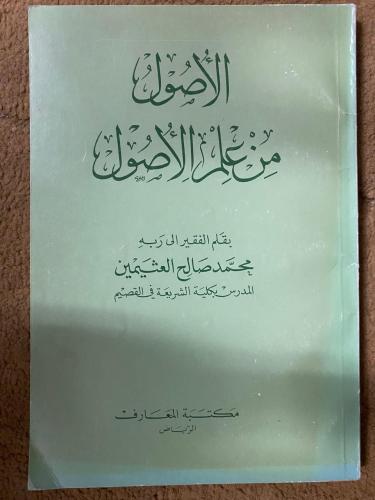 الأصول
من علم الأصول
بقلم الفقير الى ربه
محمد صالح العثيمين
المدرس بكلية الشريعة في القصيم
مكتبة المعارف
الرياض